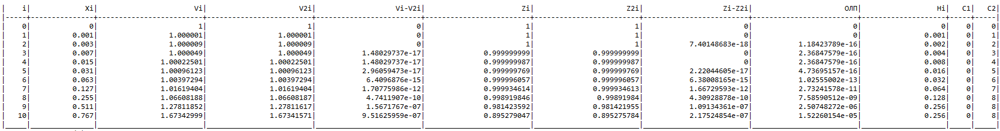 | i| Xi| Vi| V2i| Vi-V2i| Zi| Z2i| Zi-Z2i| ОЛП| Hi| C1| C2|
|-----+-----+-----+-----+-----+-----+-----+-----+-----+-----+-----+-----|
| 0| 0| 1| 1| 0| 1| 1| 0| 0| 0| 0| 0|
| 1| 0.001| 1.000001| 1.000001| 0| 1| 1| 0| 0| 0.001| 0| 1|
| 2| 0.003| 1.000009| 1.000009| 0| 1| 1| 7.40148683e-18| 1.18423789e-16| 0.002| 0| 2|
| 3| 0.007| 1.000049| 1.000049| 1.48029737e-17| 0.999999999| 0.999999999| 0| 2.36847579e-16| 0.004| 0| 3|
| 4| 0.015| 1.00022501| 1.00022501| 1.48029737e-17| 0.999999987| 0.999999987| 0| 2.36847579e-16| 0.008| 0| 4|
| 5| 0.031| 1.00096123| 1.00096123| 2.96059473e-17| 0.999999769| 0.999999769| 2.22044605e-17| 4.73695157e-16| 0.016| 0| 5|
| 6| 0.063| 1.00397294| 1.00397294| 6.4096876e-15| 0.999996057| 0.999996057| 6.38008165e-15| 1.02555002e-13| 0.032| 0| 6|
| 7| 0.127| 1.01619404| 1.01619404| 1.70775986e-12| 0.999934614| 0.999934613| 1.66729593e-12| 2.73241578e-11| 0.064| 0| 7|
| 8| 0.255| 1.06608188| 1.06608187| 4.7411907e-10| 0.998919846| 0.99891984| 4.30928878e-10| 7.58590512e-09| 0.128| 0| 8|
| 9| 0.511| 1.27811852| 1.27811617| 1.5671767e-07| 0.981423592| 0.981421955| 1.09134361e-07| 2.50748272e-06| 0.256| 0| 8|
| 10| 0.767| 1.67342999| 1.67341571| 9.51625959e-07| 0.895279047| 0.895275784| 2.17524854e-07| 1.52260154e-05| 0.256| 0| 8|